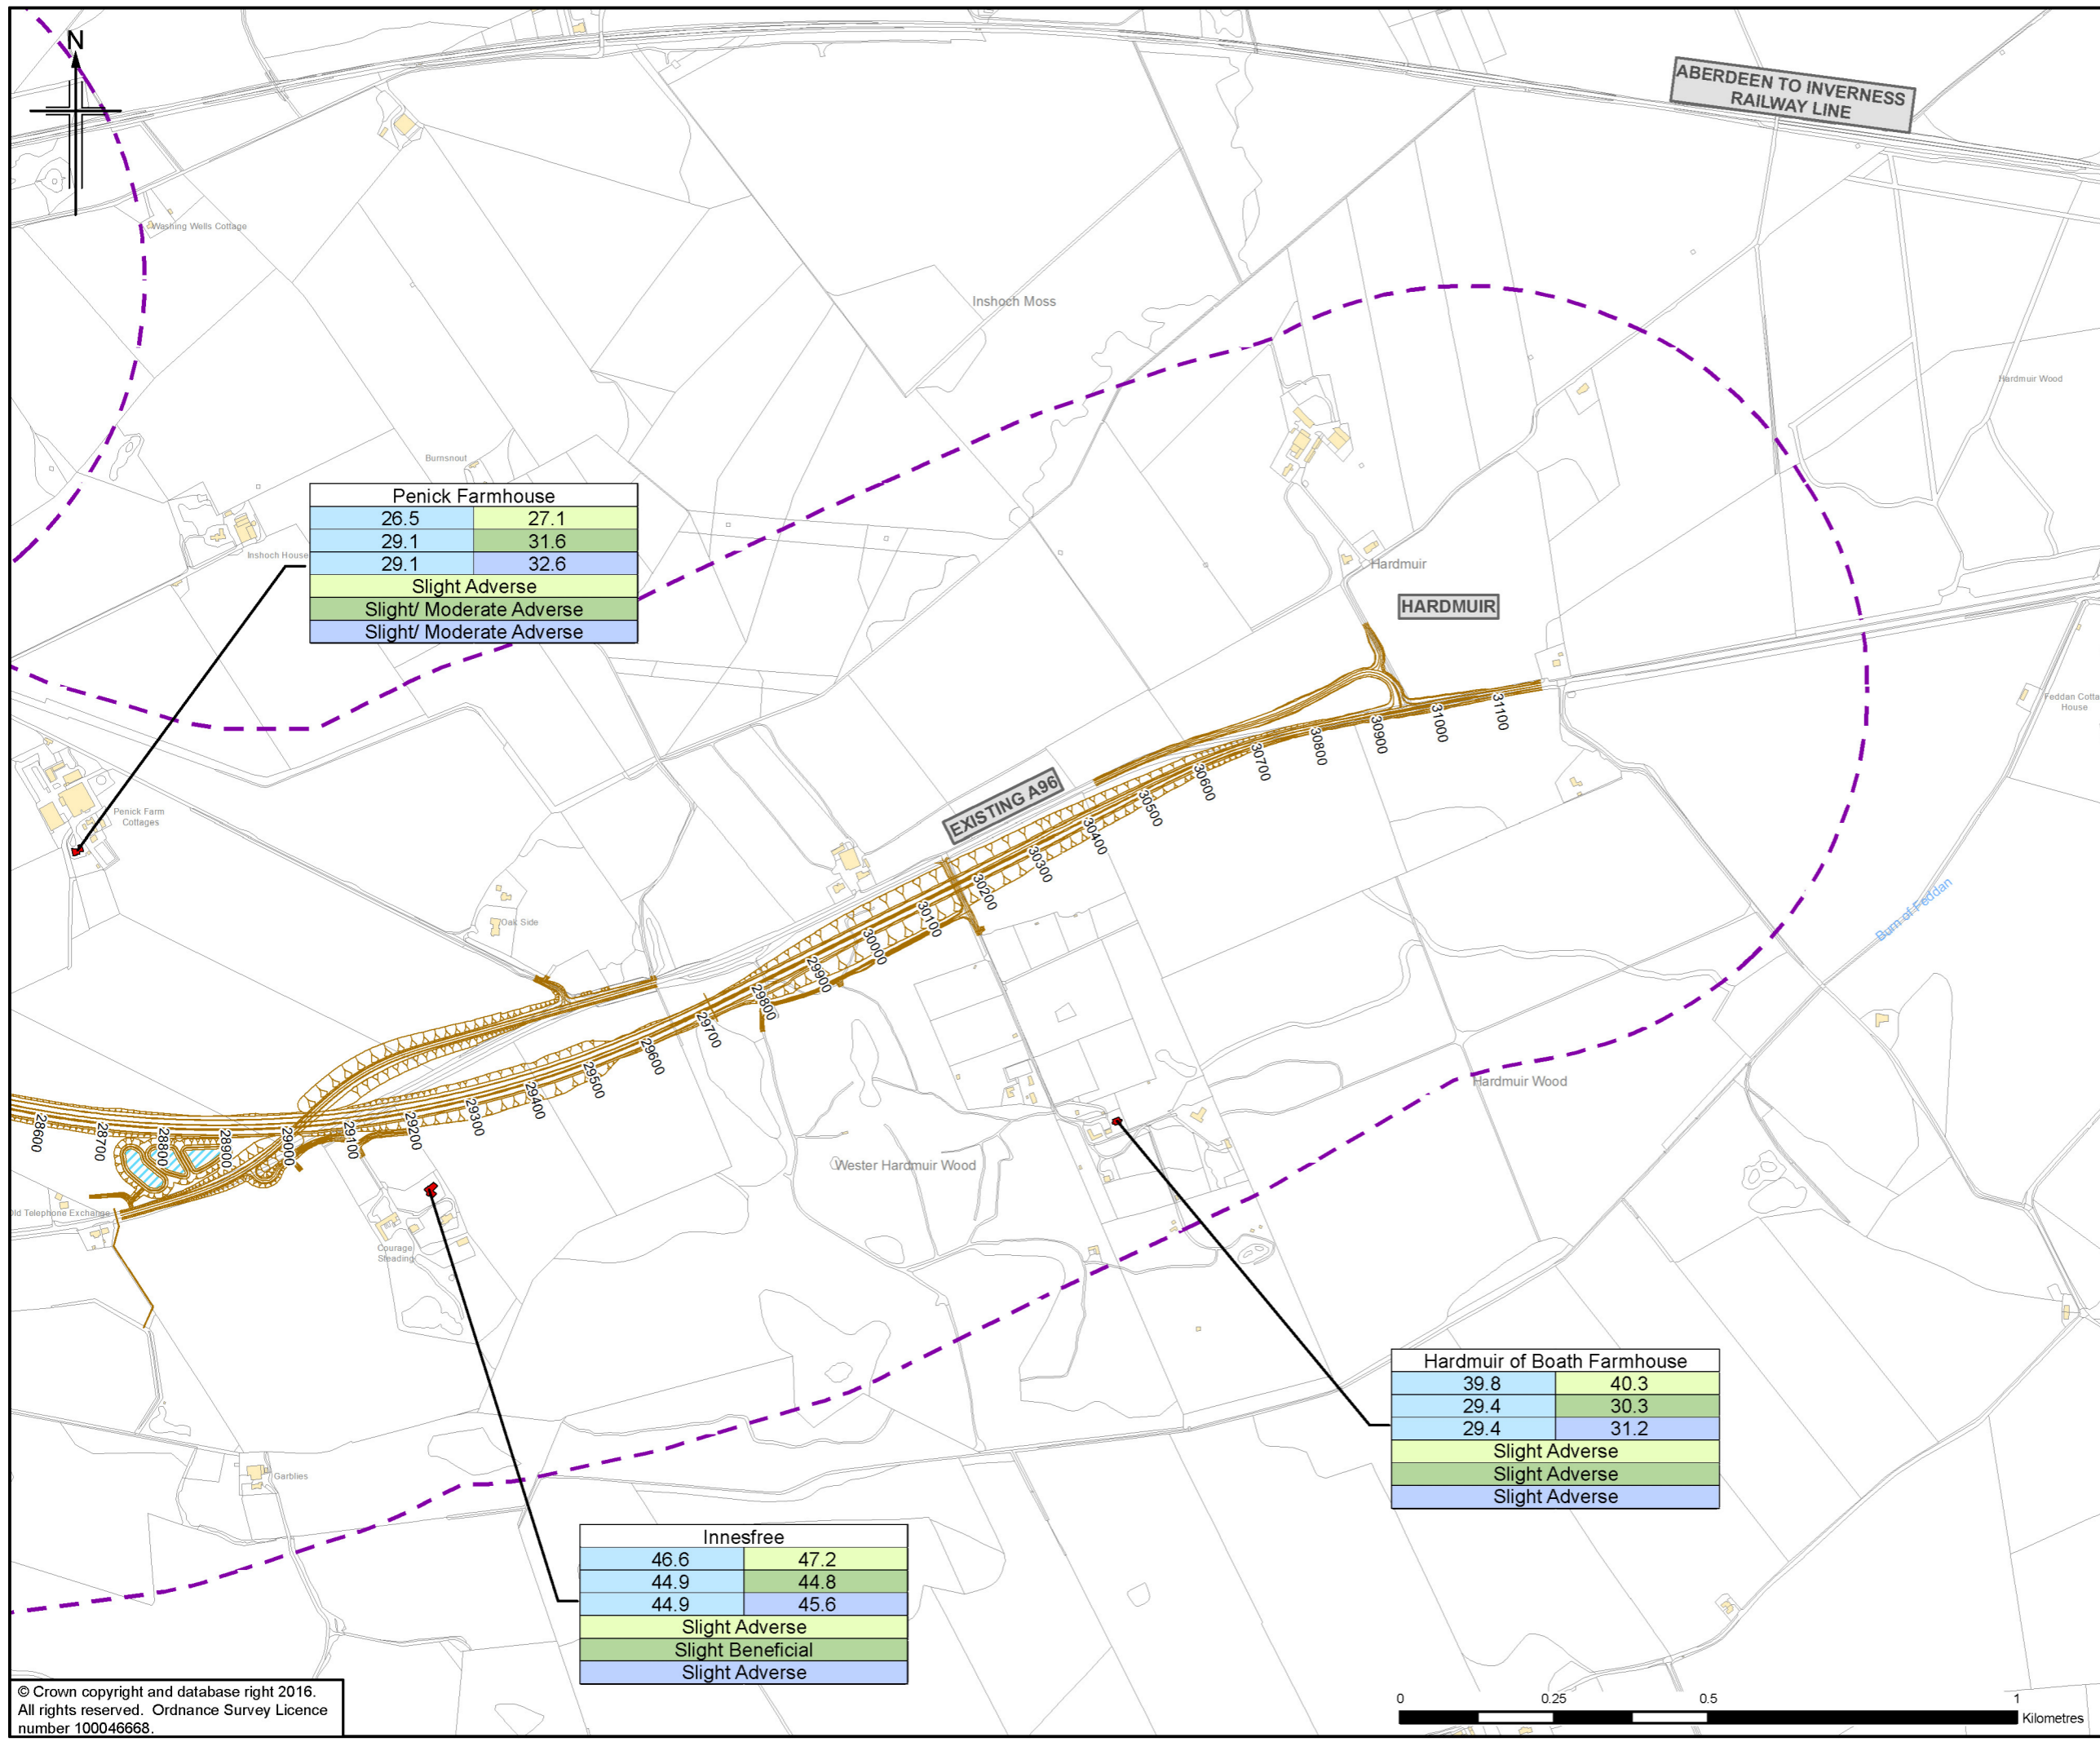 N
ABERDEEN TO INVERNESS
RAILWAY LINE
Washing Wells Cottage
Inshoch Moss
Hardmuir Wood
Burnsnout
Inshoch House
Penick Farmhouse
26.5 27.1
29.1 31.6
29.1 32.6
Slight Adverse
Slight/ Moderate Adverse
Slight/ Moderate Adverse
Hardmuir
HARDMUIR
Feddan Cotta
House
Penick Farm
Cottages
EXISTING A96
Oak Side
Burn of Feddan
28600
28700
28800
28900
29000
29100
29200
29300
29400
29500
29600
29700
29800
29900
30000
30100
30200
30300
30400
30500
30600
30700
30800
30900
31000
31100
Hardmuir Wood
Wester Hardmuir Wood
ld Telephone Exchange
Courage
Steading
Garblies
Hardmuir of Boath Farmhouse
39.8 40.3
29.4 30.3
29.4 31.2
Slight Adverse
Slight Adverse
Slight Adverse
Innesfree
46.6 47.2
44.9 44.8
44.9 45.6
Slight Adverse
Slight Beneficial
Slight Adverse
© Crown copyright and database right 2016.
All rights reserved. Ordnance Survey Licence
number 100046668.
0 0.25 0.5 1
Kilometres